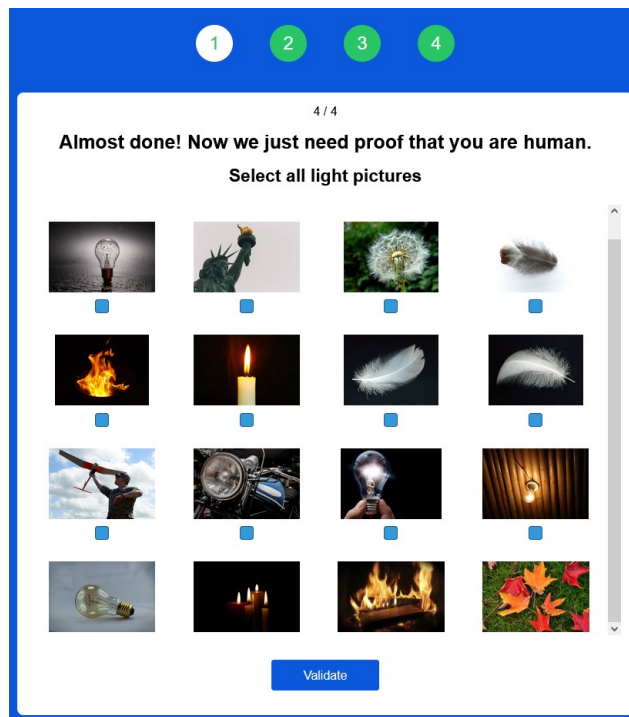 1 2 3 4
4 / 4
Almost done! Now we just need proof that you are human.
Select all light pictures
Validate